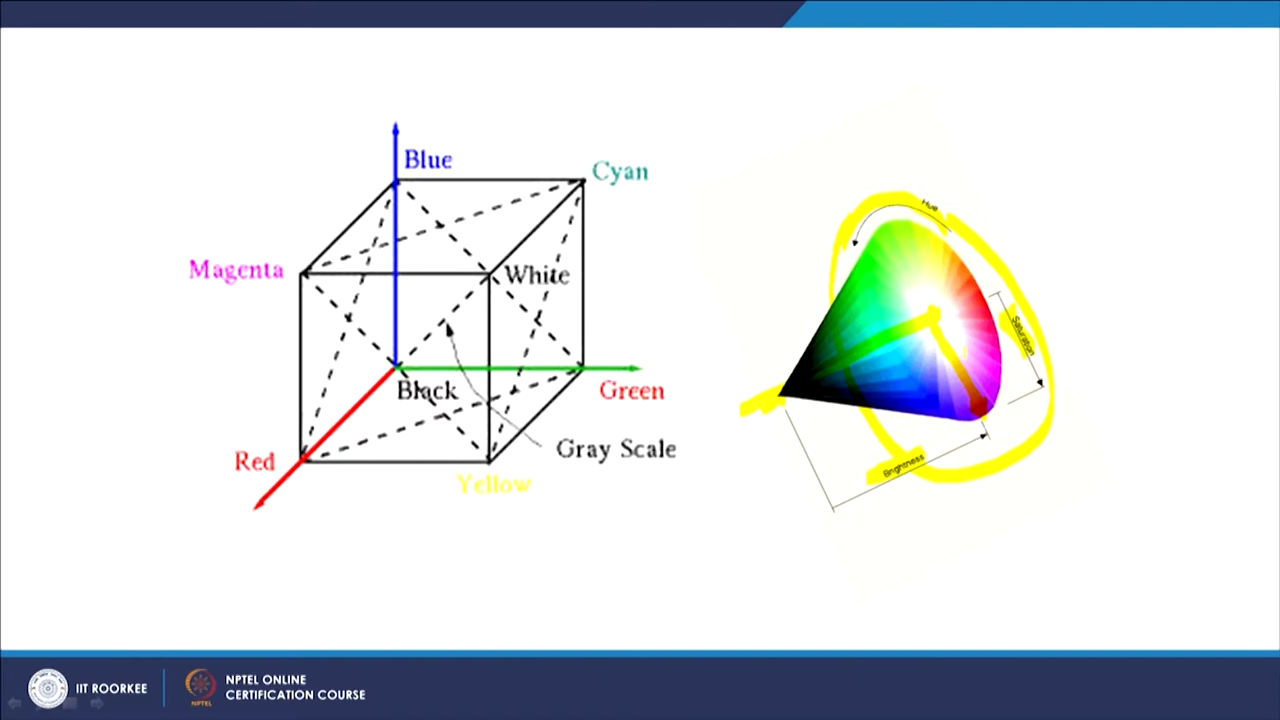 Blue
Cyan
Magenta
White
Black
Green
Red
Gray Scale
Yellow
Hue
Saturation
Brightness
IIT ROORKEE
NPTEL ONLINE
CERTIFICATION COURSE
NPTEL